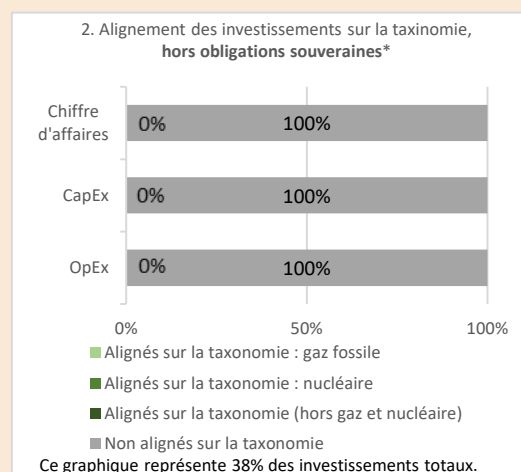 2. Alignement des investissements sur la taxinomie,
hors obligations souveraines*
Chiffre
d'affaires
0%
100%
CapEx
0%
100%
OpEx
0%
100%
0%
50%
100%
Alignés sur la taxonomie : gaz fossile
Alignés sur la taxonomie : nucléaire
Alignés sur la taxonomie (hors gaz et nucléaire)
Non alignés sur la taxonomie
Ce graphique représente 38% des investissements totaux.